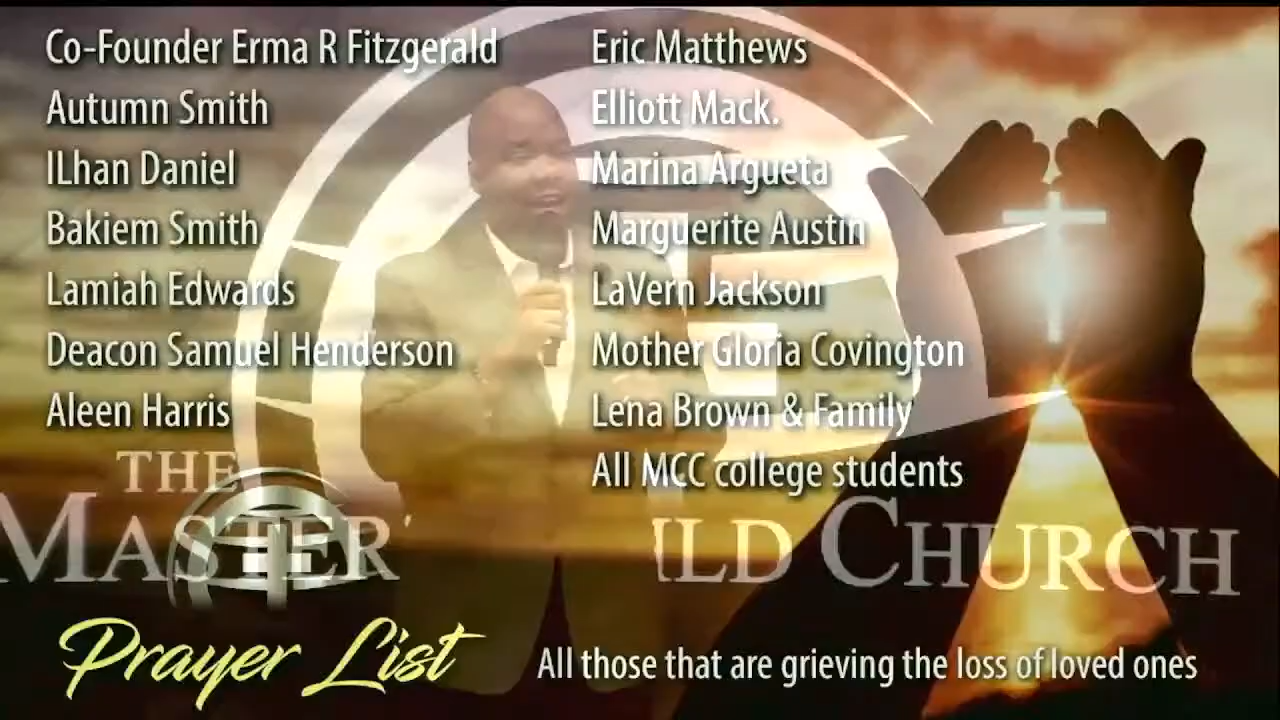 Co-Founder Erma R Fitzgerald
Autumn Smith
ILhan Daniel
Bakiem Smith
Lamiah Edwards
Deacon Samuel Henderson
Aleen Harris
Eric Matthews
Elliott Mack.
Marina Argueta
Marguerite Austin
LaVern Jackson
Mother Gloria Covington
Lena Brown & Family
All MCC college students
THE
MASTER' ILD CHURCH
Prayer List
All those that are grieving the loss of loved ones